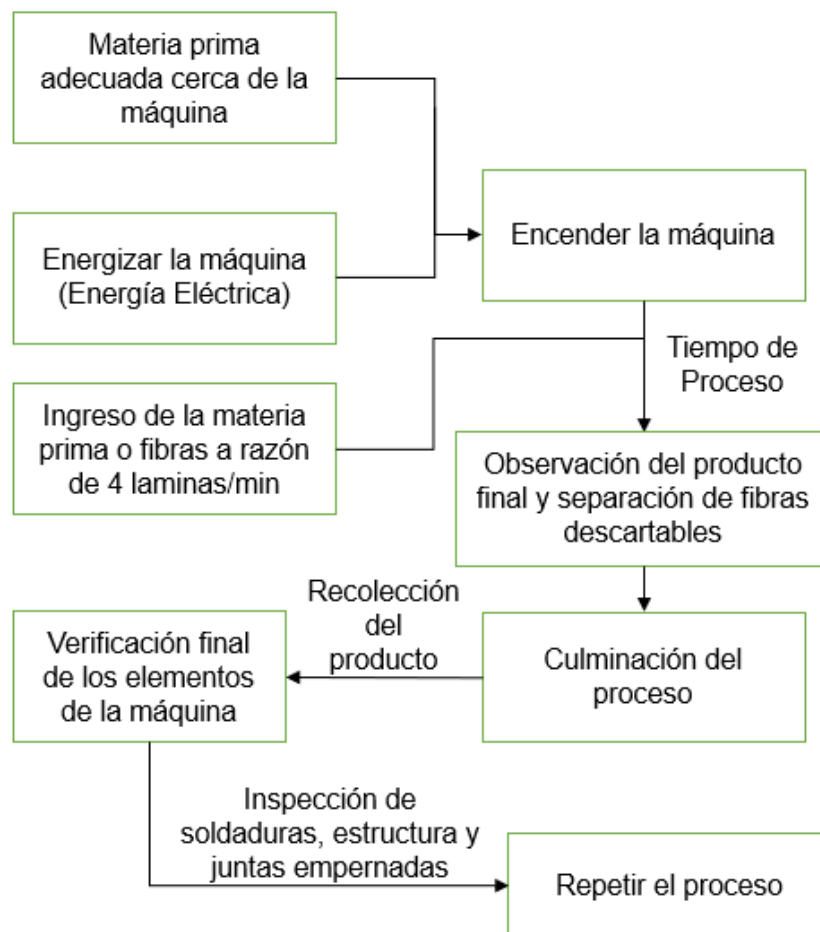 Materia prima
adecuada cerca de la
máquina
Energizar la máquina
(Energía Eléctrica)
Encender la máquina
Ingreso de la materia
prima o fibras a razón
de 4 laminas/min
Tiempo de
Proceso
Observación del producto
final y separación de fibras
descartables
Culminación del
proceso
Recolección
del
producto
Verificación final
de los elementos
de la máquina
Inspección de
soldaduras, estructura y
juntas empernadas
Repetir el proceso